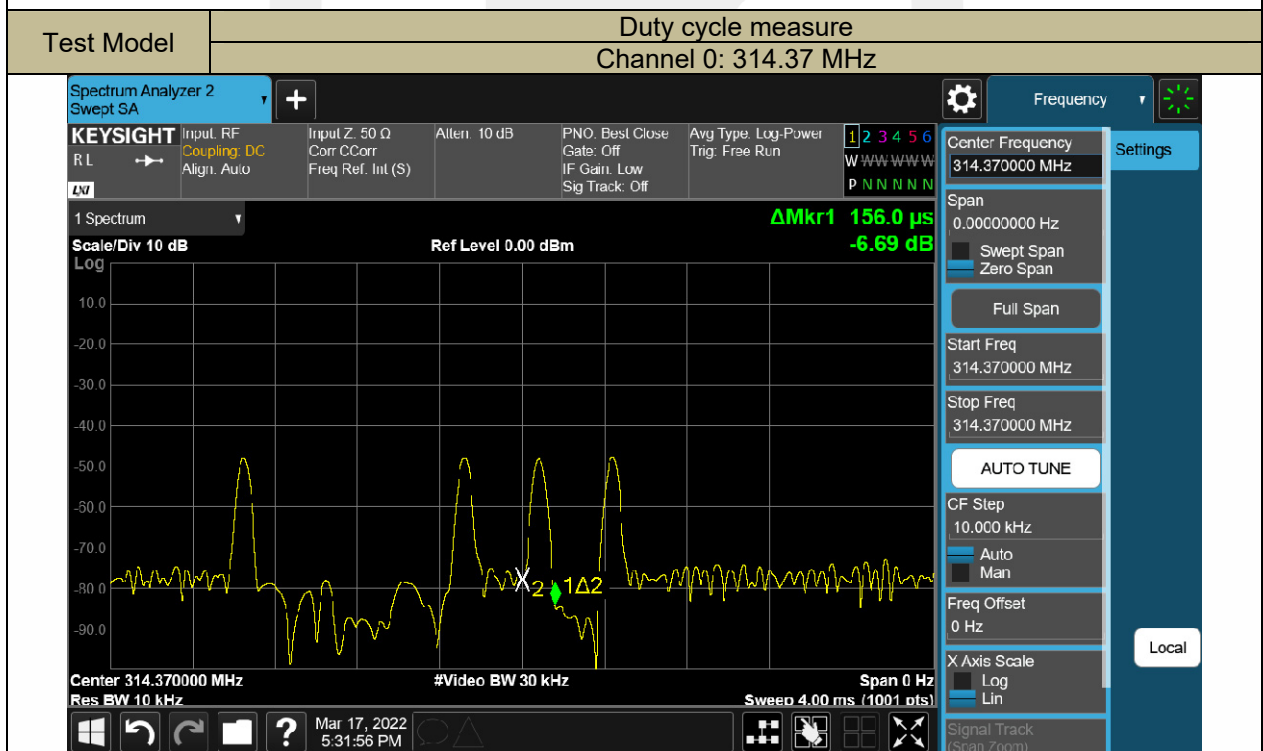 Test Model
Duty cycle measure
Channel 0: 314.37 MHz
Spectrum Analyzer 2
Swept SA
Frequency
KEYSIGHT
R L
LXI
Input: RF
Coupling: DC
Align: Auto
Input Z: 50 Ω
Corr CCorr
Freq Ref: Int (S)
Atten: 10 dB
PNO: Best Close
Gate: Off
IF Gain: Low
Sig Track: Off
Avg Type: Log-Power
Trig: Free Run
1 2 3 4 5 6
W W W W W W
P N N N N N
Center Frequency
314.370000 MHz
Settings
1 Spectrum
ΔMkr1 156.0 µs
-6.69 dB
Scale/Div 10 dB
Ref Level 0.00 dBm
Log
Span
0.00000000 Hz
Swept Span
Zero Span
Full Span
Start Freq
314.370000 MHz
Stop Freq
314.370000 MHz
AUTO TUNE
CF Step
10.000 kHz
Auto
Man
Freq Offset
0 Hz
X Axis Scale
Log
Lin
Signal Track
(Span Zoom)
Local
10.0
-20.0
-30.0
-40.0
-50.0
-60.0
-70.0
-80.0
-90.0
X2
1Δ2
Center 314.370000 MHz
#Video BW 30 kHz
Span 0 Hz
Res BW 10 kHz
Sweep 4.00 ms (1001 pts)
?
Mar 17, 2022
5:31:56 PM